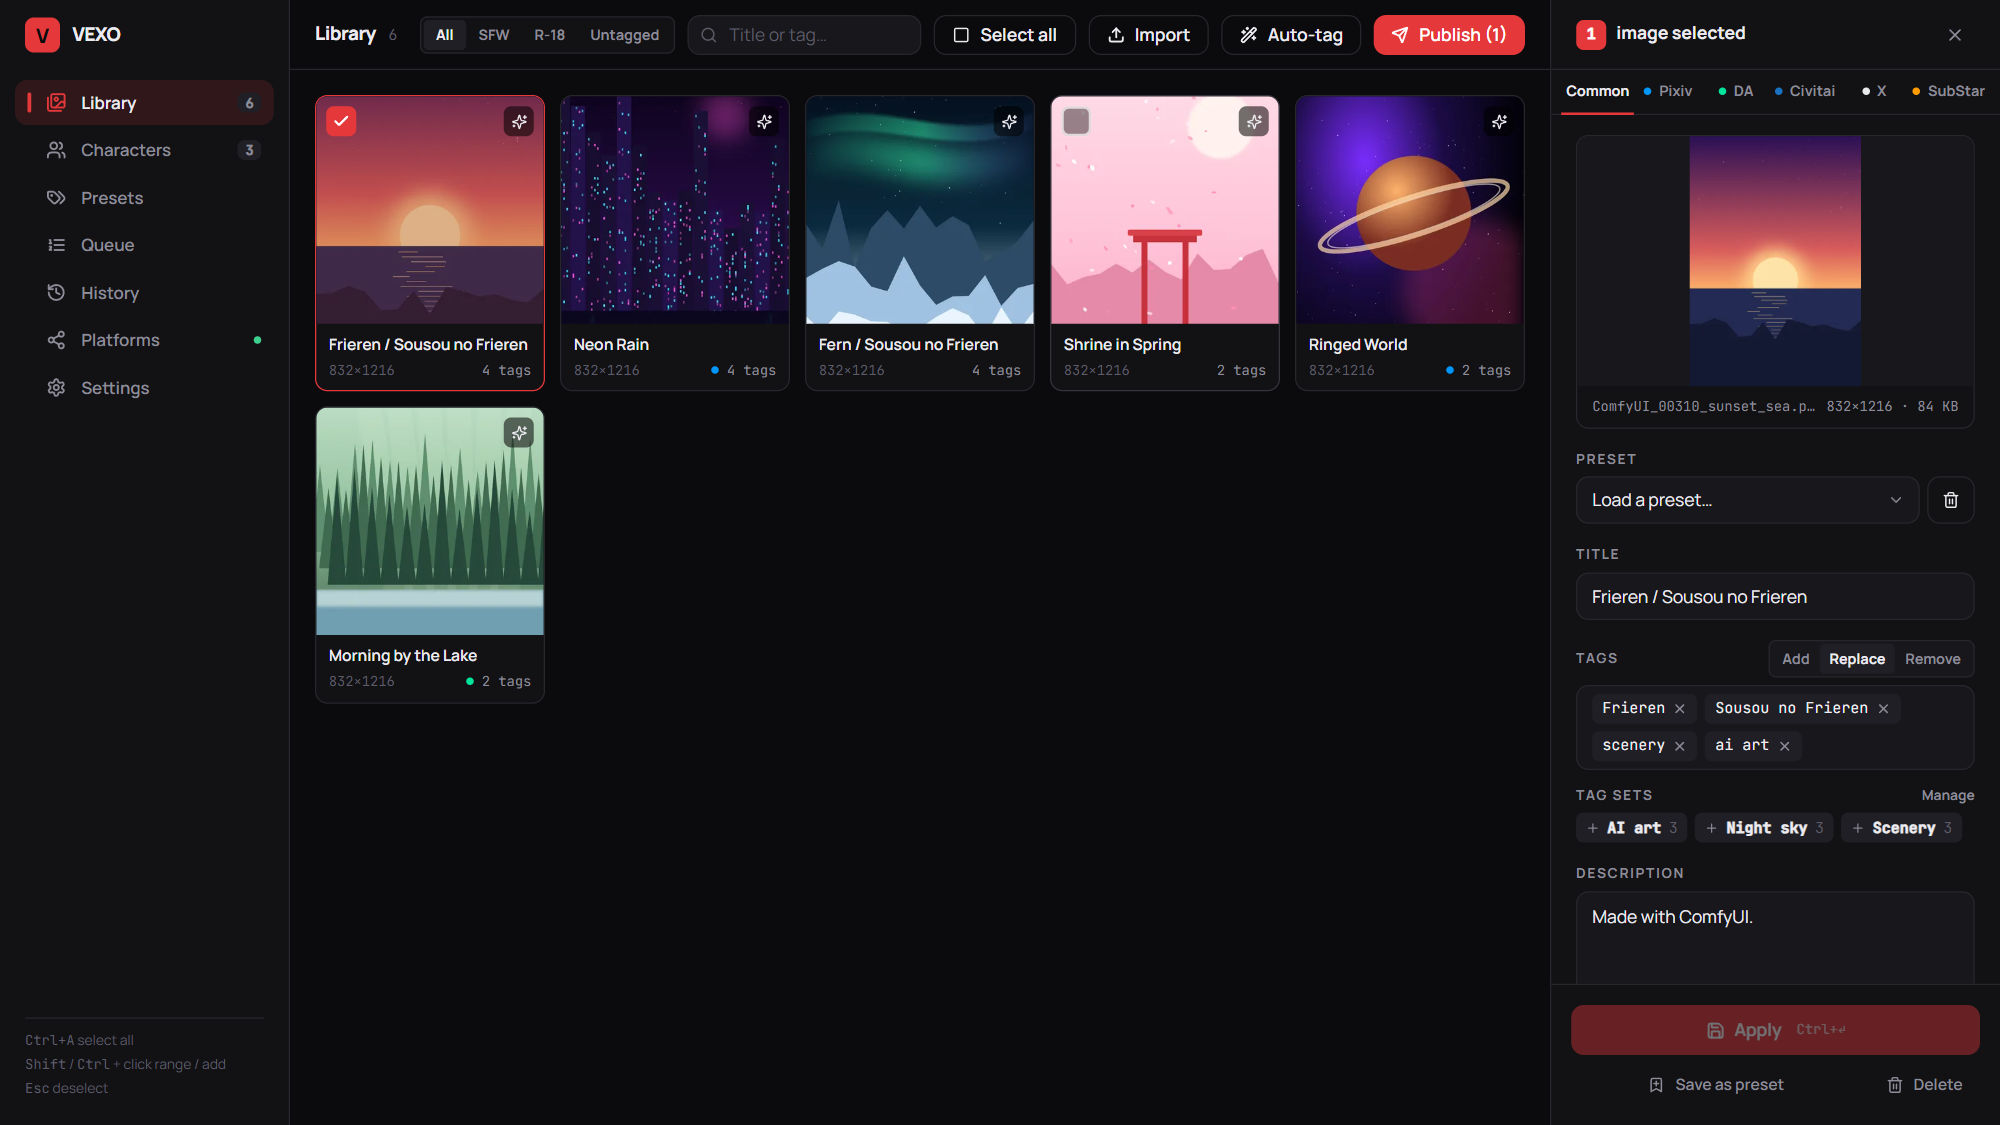 V VEXO
Library 6
Characters 3
Presets
Queue
History
Platforms
Settings
Ctrl+A select all
Shift / Ctrl + click range / add
Esc deselect
Library 6
All SFW R-18 Untagged
Title or tag...
Select all
Import
Auto-tag
Publish (1)
Frieren / Sousou no Frieren
832×1216 4 tags
Neon Rain
832×1216 4 tags
Fern / Sousou no Frieren
832×1216 4 tags
Shrine in Spring
832×1216 2 tags
Ringed World
832×1216 2 tags
Morning by the Lake
832×1216 2 tags
1 image selected
Common Pixiv DA Civitai X SubStar
ComfyUI_00310_sunset_sea.p… 832×1216 · 84 KB
PRESET
Load a preset...
TITLE
Frieren / Sousou no Frieren
TAGS Add Replace Remove
Frieren Sousou no Frieren
scenery ai art
TAG SETS Manage
+ AI art 3 + Night sky 3 + Scenery 3
DESCRIPTION
Made with ComfyUI.
Apply Ctrl+↵
Save as preset Delete